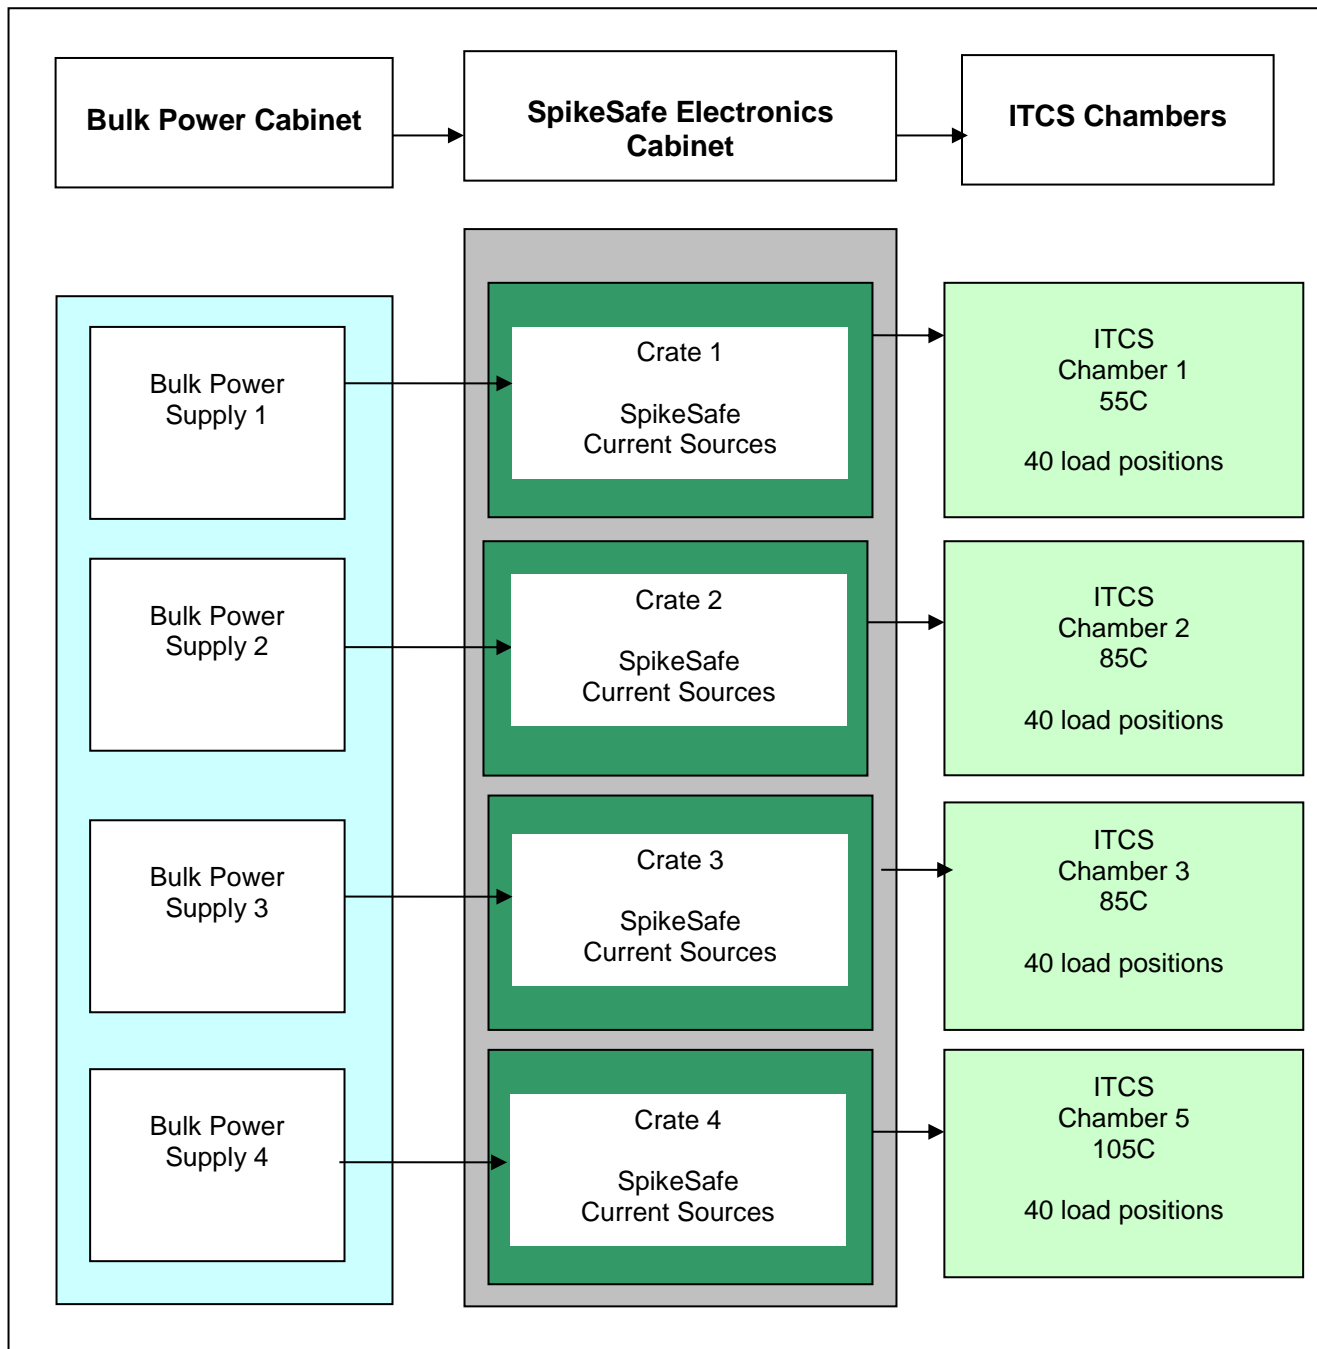 Bulk Power Cabinet
SpikeSafe Electronics
Cabinet
ITCS Chambers
Bulk Power
Supply 1
Crate 1
SpikeSafe
Current Sources
ITCS
Chamber 1
55C
40 load positions
Bulk Power
Supply 2
Crate 2
SpikeSafe
Current Sources
ITCS
Chamber 2
85C
40 load positions
Bulk Power
Supply 3
Crate 3
SpikeSafe
Current Sources
ITCS
Chamber 3
85C
40 load positions
Bulk Power
Supply 4
Crate 4
SpikeSafe
Current Sources
ITCS
Chamber 5
105C
40 load positions